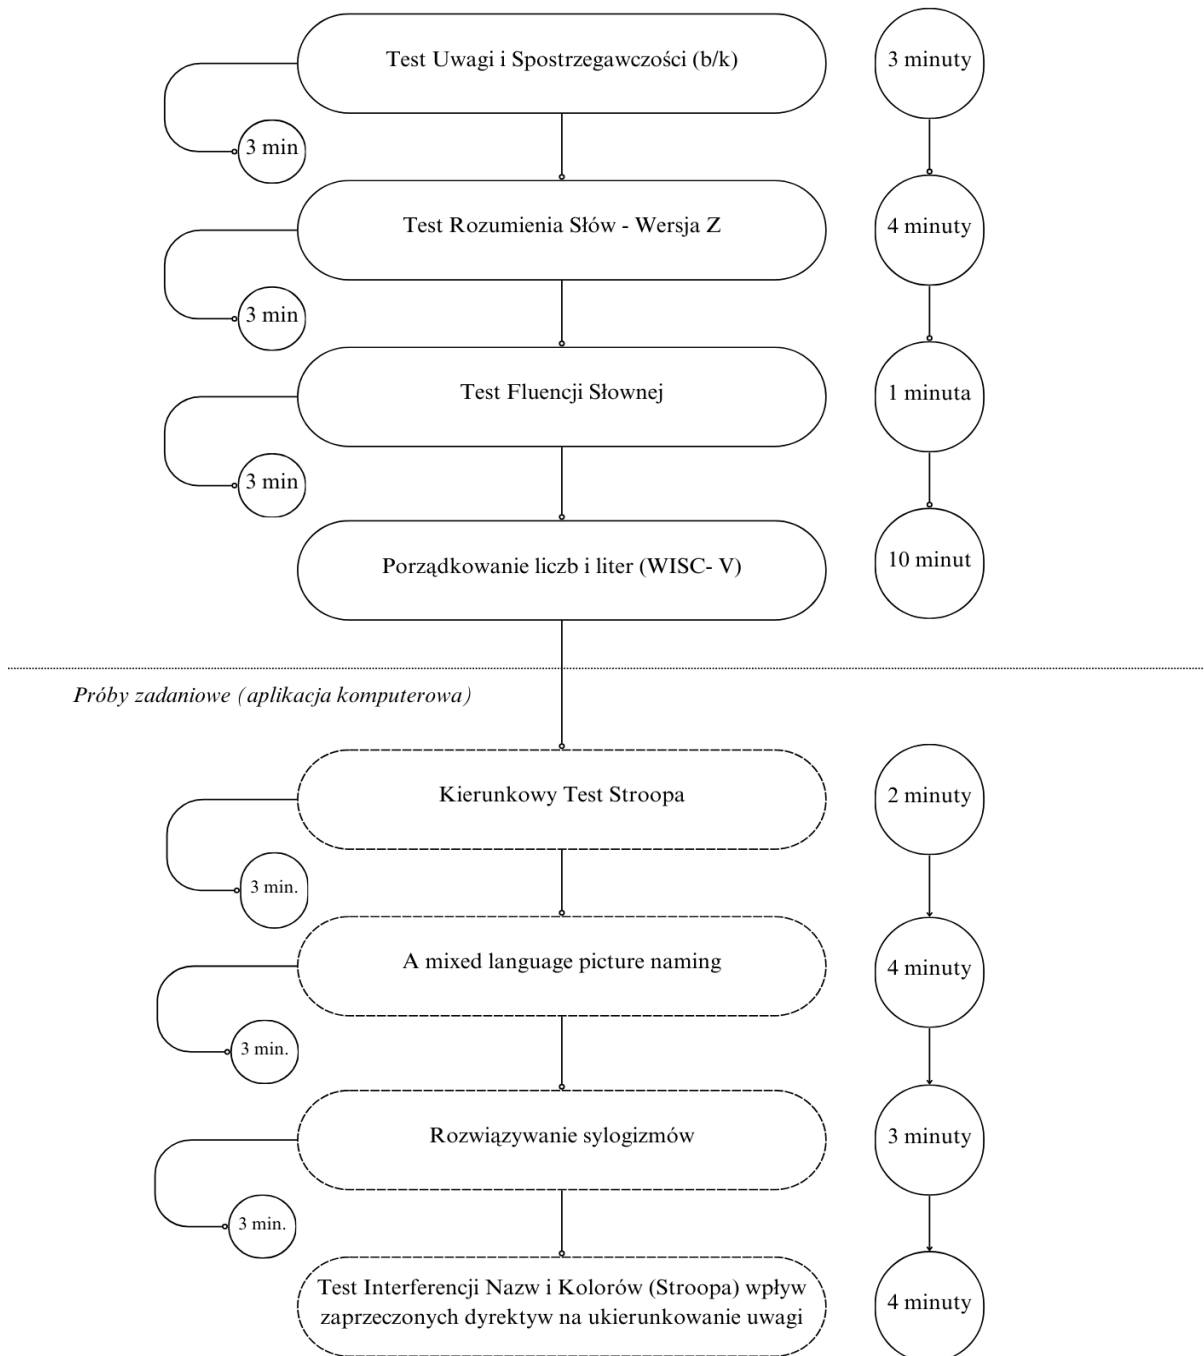 Test Uwagi i Spostrzegawczości (b/k)
3 minuty
3 min
Test Rozumienia Słów - Wersja Z
4 minuty
3 min
Test Fluencji Słownej
1 minuta
3 min
Porządkowanie liczb i liter (WISC- V)
10 minut
Próby zadaniowe (aplikacja komputerowa)
Kierunkowy Test Stroopa
2 minuty
3 min.
A mixed language picture naming
4 minuty
3 min.
Rozwiązywanie sylogizmów
3 minuty
3 min.
Test Interferencji Nazw i Kolorów (Stroopa) wpływ
zaprzeczonych dyrektyw na ukierunkowanie uwagi
4 minuty